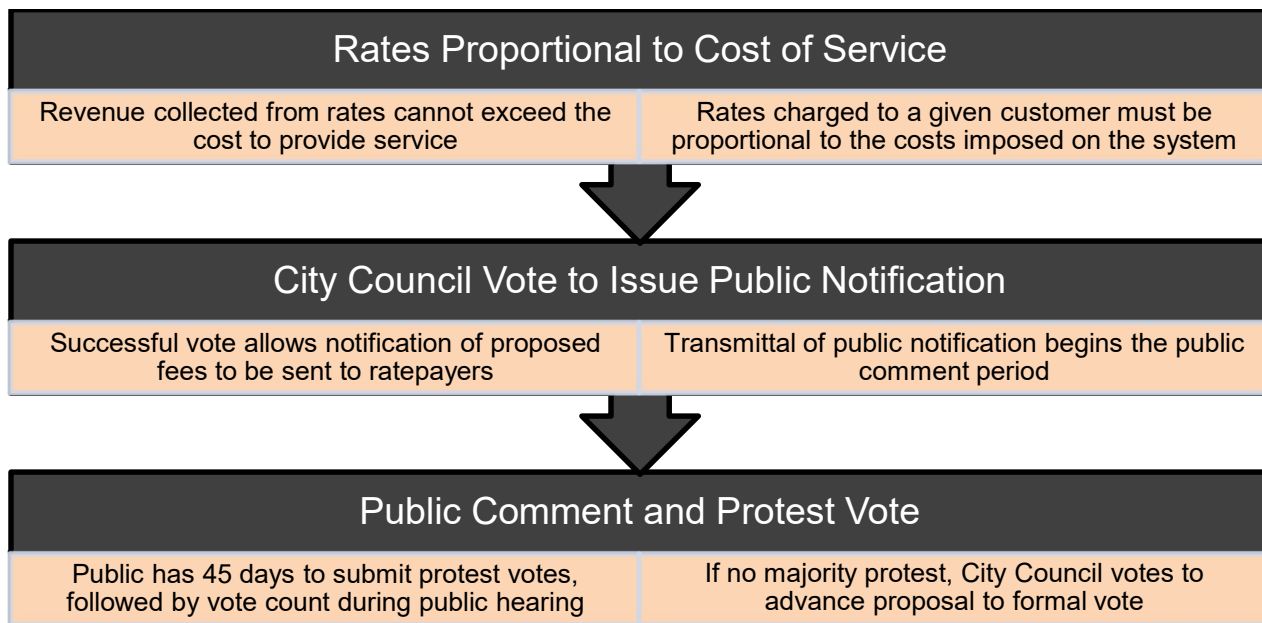 Rates Proportional to Cost of Service
Revenue collected from rates cannot exceed the
cost to provide service
Rates charged to a given customer must be
proportional to the costs imposed on the system
City Council Vote to Issue Public Notification
Successful vote allows notification of proposed
fees to be sent to ratepayers
Transmittal of public notification begins the public
comment period
Public Comment and Protest Vote
Public has 45 days to submit protest votes,
followed by vote count during public hearing
If no majority protest, City Council votes to
advance proposal to formal vote